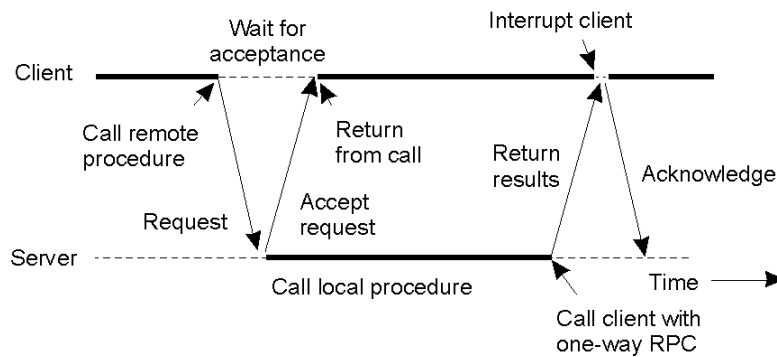 Wait for
acceptance
Interrupt client
Client
Call remote
procedure
Return
from call
Return
results
Acknowledge
Request
Accept
request
Server
Call local procedure
Time
Call client with
one-way RPC